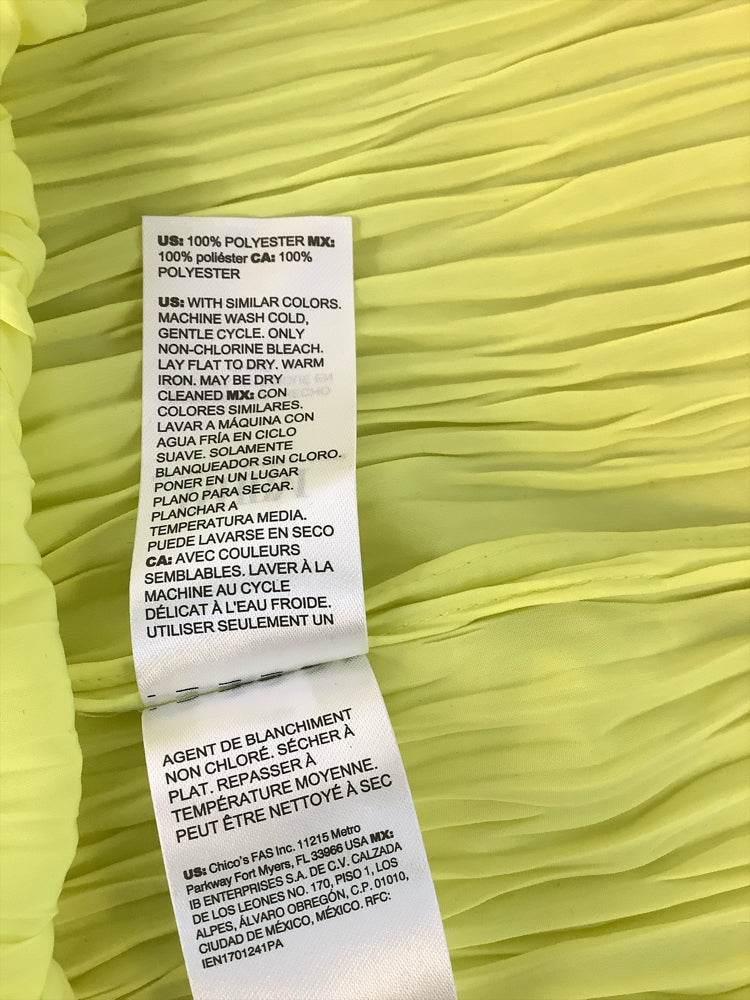 US: 100% POLYESTER MX:
100% poliéster CA: 100%
POLYESTER
US: WITH SIMILAR COLORS.
MACHINE WASH COLD,
GENTLE CYCLE. ONLY
NON-CHLORINE BLEACH.
LAY FLAT TO DRY. WARM
IRON. MAY BE DRY
CLEANED MX: CON
COLORES SIMILARES.
LAVAR A MÁQUINA CON
AGUA FRÍA EN CICLO
SUAVE. SOLAMENTE
BLANQUEADOR SIN CLORO.
PONER EN UN LUGAR
PLANO PARA SECAR.
PLANCHAR A
TEMPERATURA MEDIA.
PUEDE LAVARSE EN SECO
CA: AVEC COULEURS
SEMBLABLES. LAVER À LA
MACHINE AU CYCLE
DÉLICAT À L'EAU FROIDE.
UTILISER SEULEMENT UN
AGENT DE BLANCHIMENT
NON CHLORÉ. SÉCHER À
PLAT. REPASSER À
TEMPÉRATURE MOYENNE.
PEUT ÊTRE NETTOYÉ À SEC
US: Chico's FAS Inc. 11215 Metro
Parkway Fort Myers, FL 33966 USA MX:
IB ENTERPRISES S.A. DE C.V. CALZADA
DE LOS LEONES NO. 170, PISO 1, LOS
ALPES, ÁLVARO OBREGÓN, C.P. 01010,
CIUDAD DE MÉXICO, MÉXICO. RFC:
IEN1701241PA